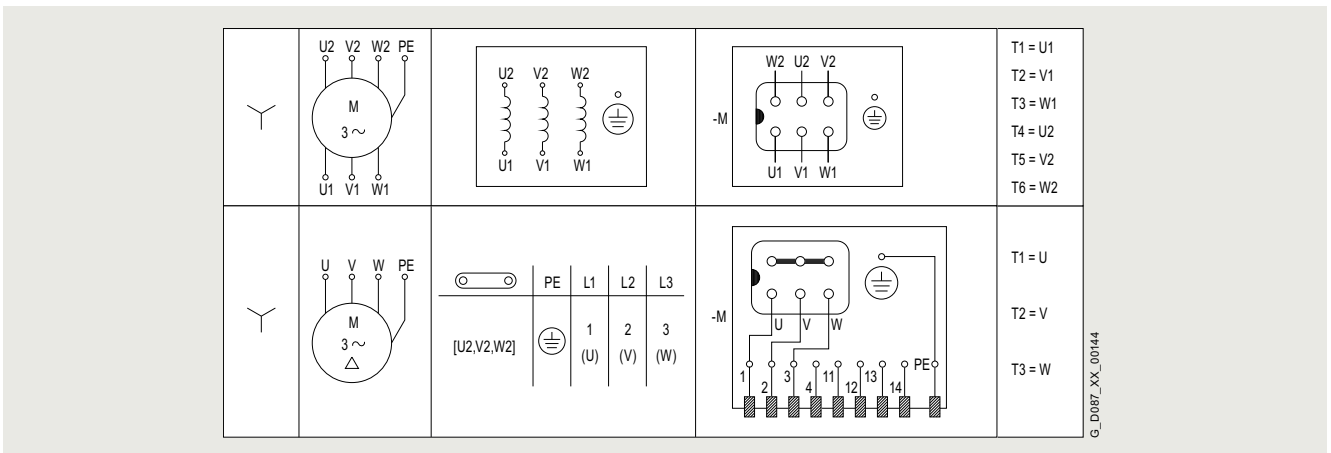 U2 V2 W2 PE
M
3 ~
U1 V1 W1
U2 V2 W2
U1 V1 W1
-M
W2 U2 V2
U1 V1 W1
T1 = U1
T2 = V1
T3 = W1
T4 = U2
T5 = V2
T6 = W2
U V W PE
M
3 ~
PE L1 L2 L3
[U2,V2,W2]
1 2 3
(U) (V) (W)
-M
U V W
1 2 3 4 11 12 13 14 PE
T1 = U
T2 = V
T3 = W
G_D087_XX_00144